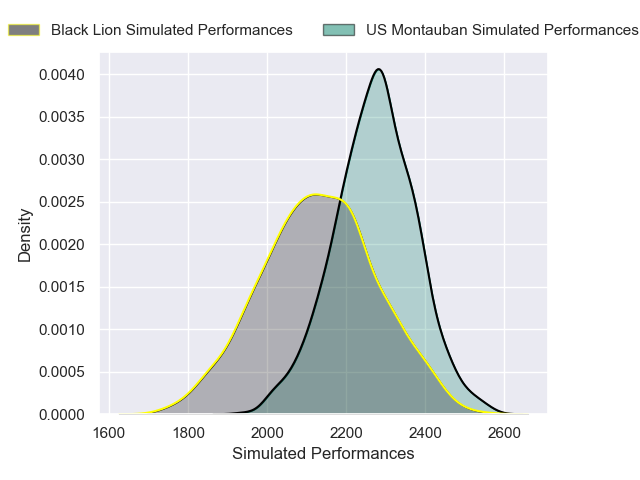 Black Lion Simulated Performances US Montauban Simulated Performances
0.0040
0.0035
0.0030
0.0025
0.0020
0.0015
0.0010
0.0005
0.0000
Density
1600 1800 2000 2200 2400 2600
Simulated Performances